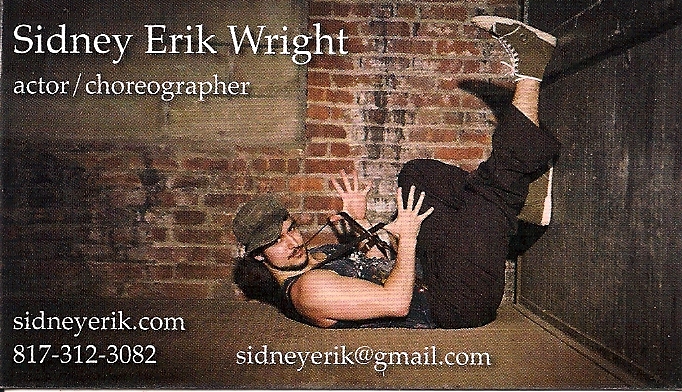 Sidney Erik Wright
actor/choreographer
sidneyerik.com
817-312-3082
sidneyerik@gmail.com